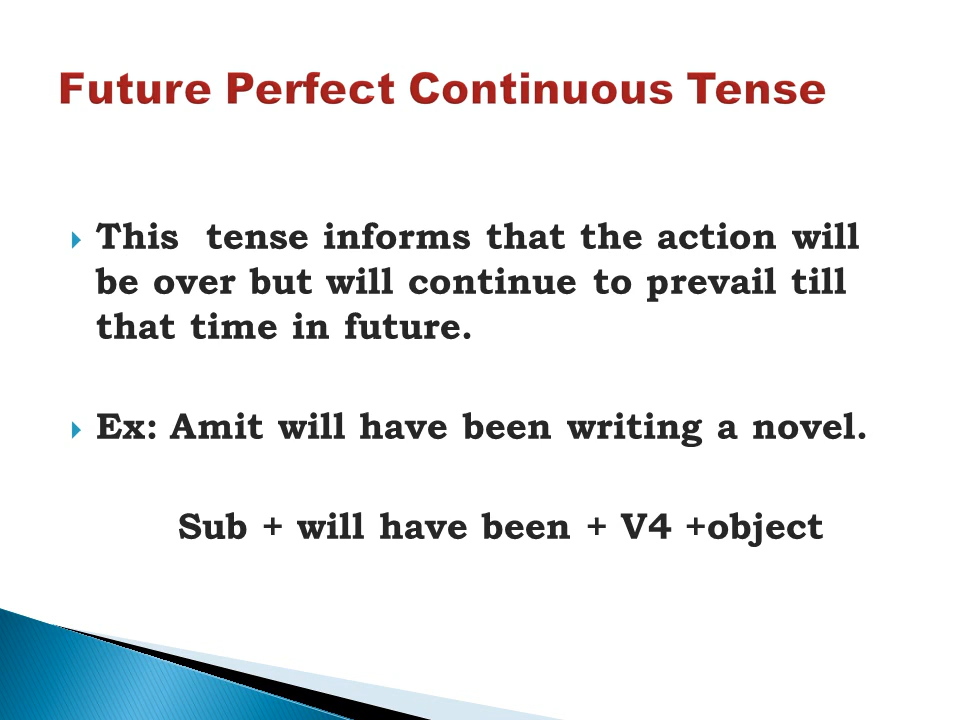 Future Perfect Continuous Tense
This  tense informs that the action will
be over but will continue to prevail till
that time in future.
Ex: Amit will have been writing a novel.
Sub + will have been + V4 +object